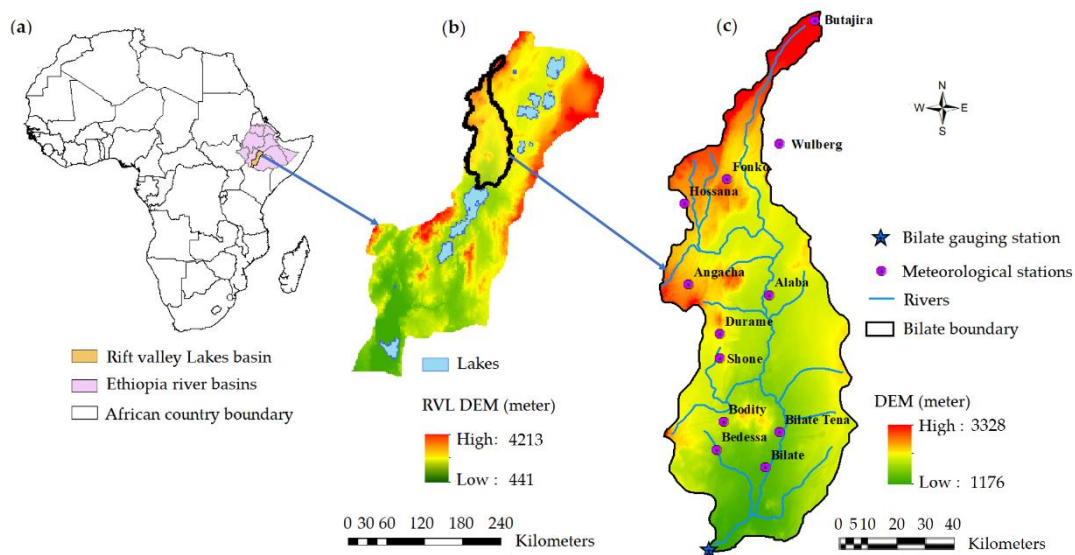 (a)
Rift valley Lakes basin
Ethiopia river basins
African country boundary
(b)
Lakes
RVL DEM (meter)
High: 4213
Low : 441
0 30 60 120 180 240
Kilometers
(c)
Butajira
Wulberg
Fonko
Hossana
Angacha
Alaba
Durame
Shone
Bodity
Bilate Tena
Bedessa
Bilate
N
W E
S
Bilate gauging station
Meteorological stations
Rivers
Bilate boundary
DEM (meter)
High : 3328
Low : 1176
0 5 10 20 30 40
Kilometers